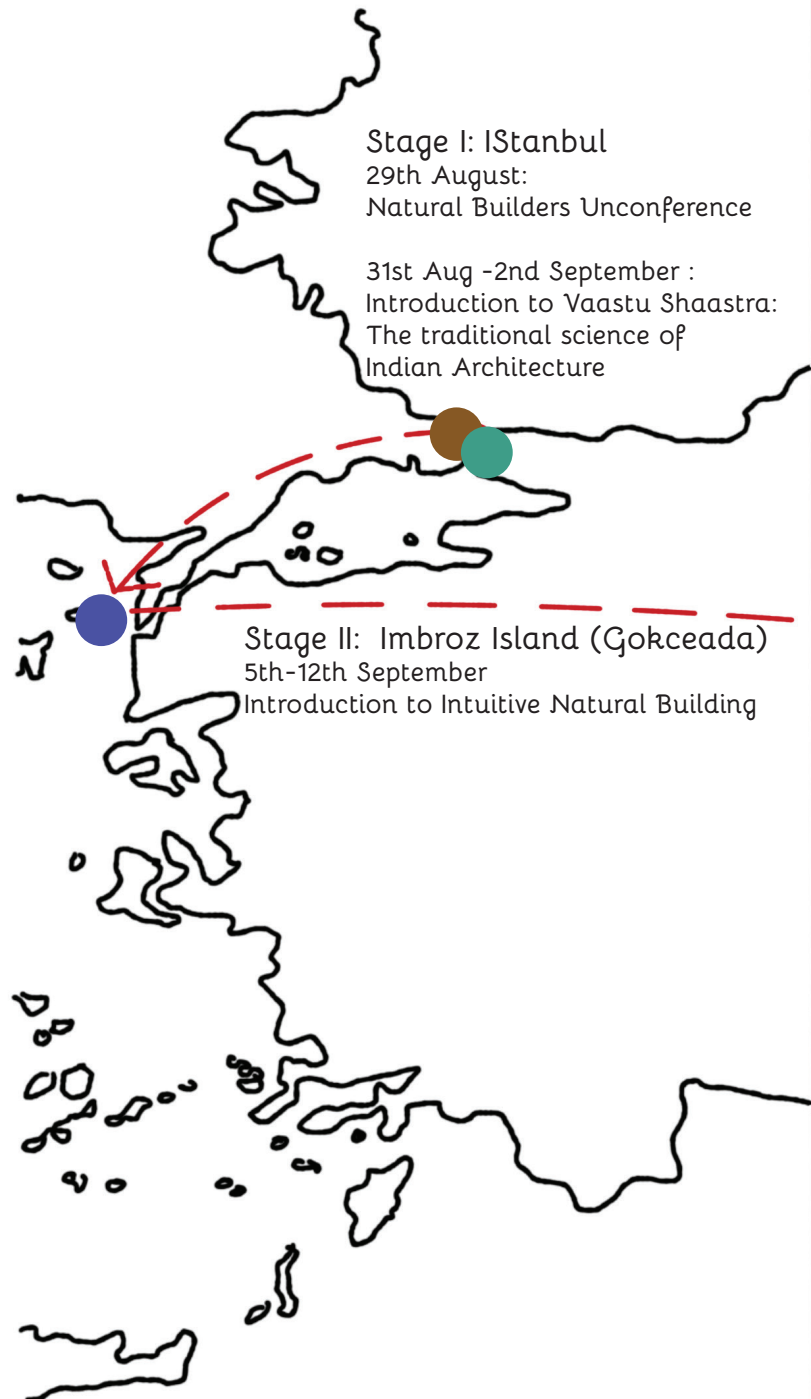 Stage I: IStanbul
29th August:
Natural Builders Unconference
31st Aug -2nd September :
Introduction to Vaastu Shaastra:
The traditional science of
Indian Architecture
Stage II: Imbroz Island (Gokceada)
5th-12th September
Introduction to Intuitive Natural Building